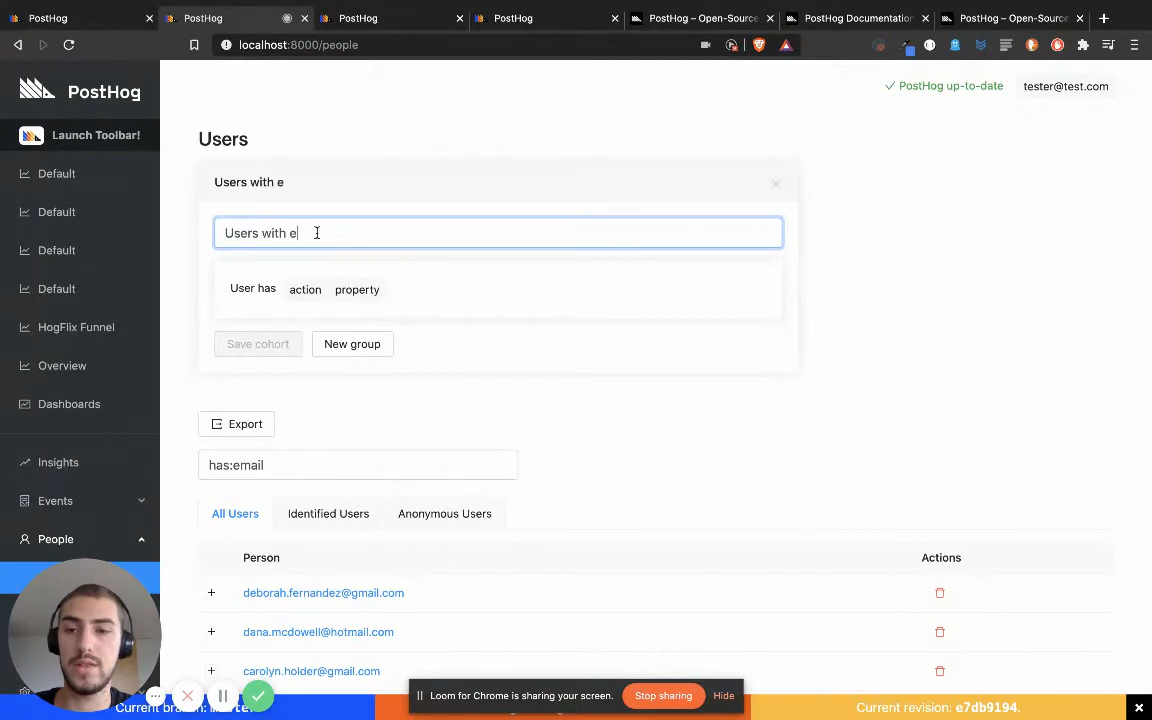 PostHog
PostHog
PostHog
PostHog
PostHog – Open-Source
PostHog Documentation
PostHog – Open-Source
localhost:8000/people
PostHog
PostHog up-to-date
tester@test.com
Launch Toolbar!
Default
Default
Default
Default
HogFlix Funnel
Overview
Dashboards
Insights
Events
People
Users
Users with e
Users with e
User has action property
Save cohort
New group
Export
has:email
All Users
Identified Users
Anonymous Users
Person
Actions
deborah.fernandez@gmail.com
dana.mcdowell@hotmail.com
carolyn.holder@gmail.com
Loom for Chrome is sharing your screen.
Stop sharing
Hide
Current
Current revision: e7db9194.